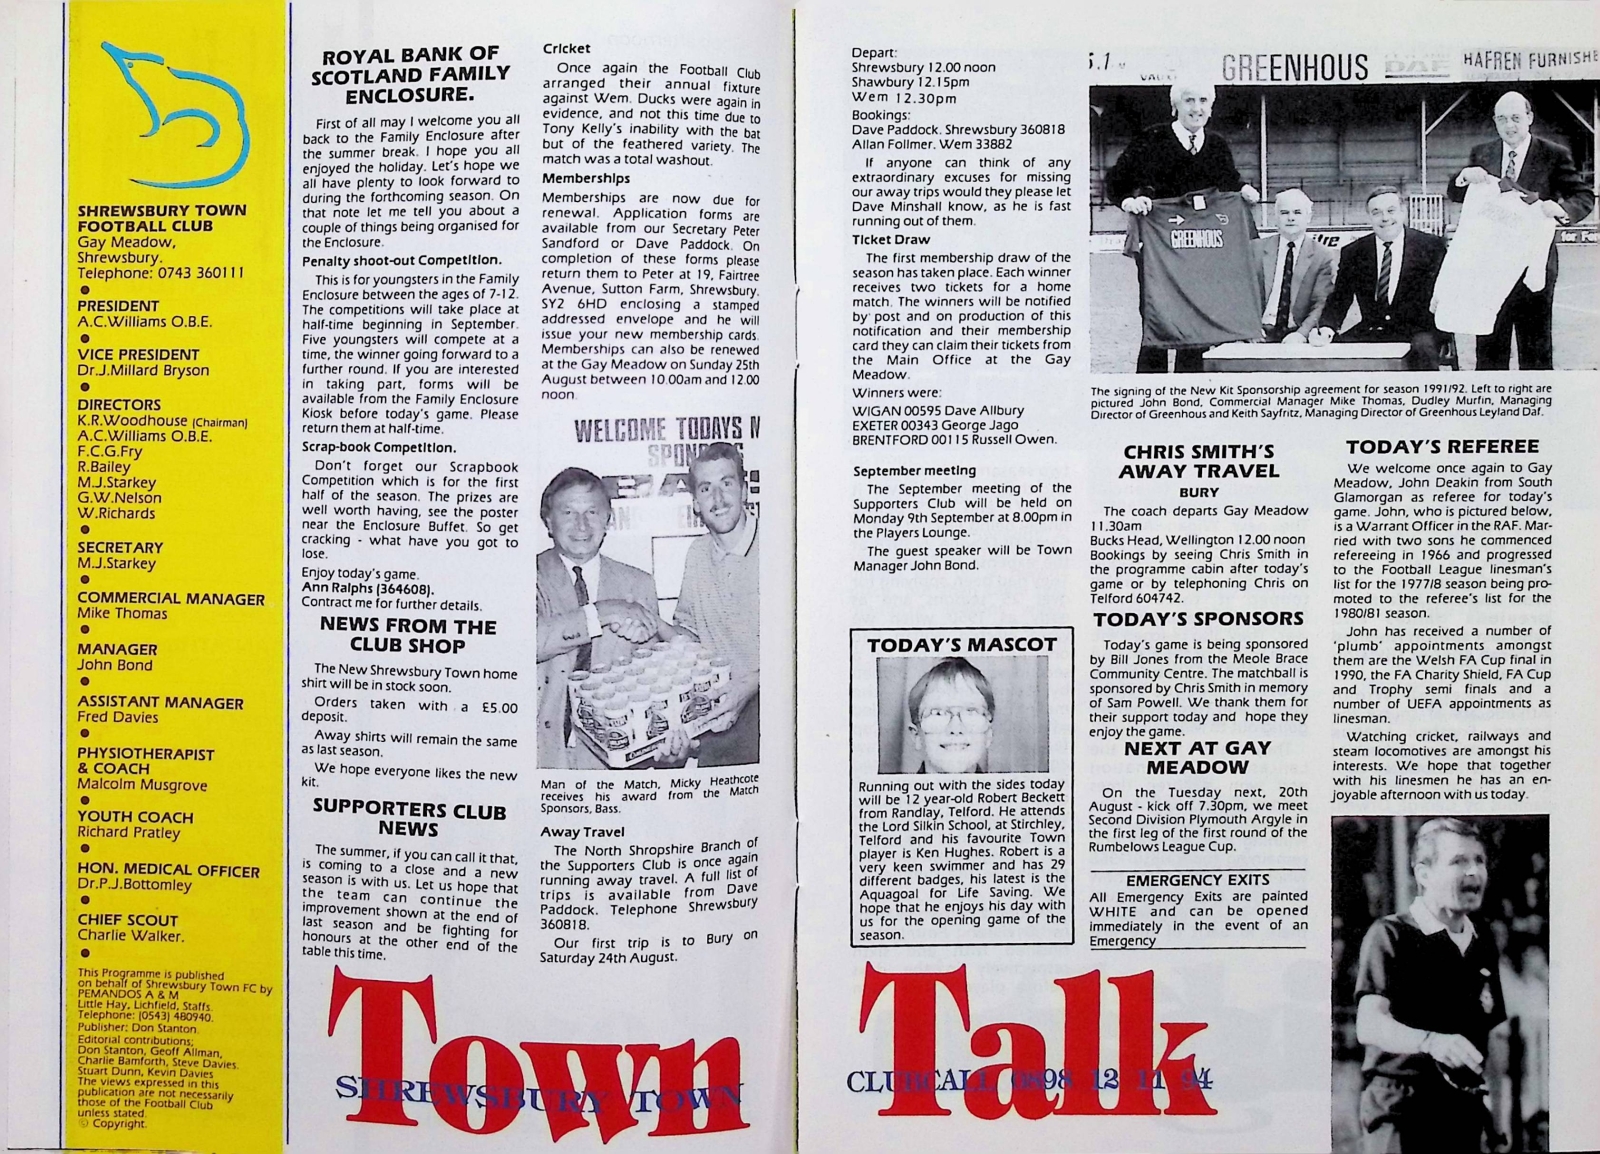 SHREWSBURY TOWN
FOOTBALL CLUB
Gay Meadow,
Shrewsbury.
Telephone: 0743 360111
PRESIDENT
A.C.Williams O.B.E.
VICE PRESIDENT
Dr.J.Millard Bryson
DIRECTORS
K.R.Woodhouse (Chairman)
A.C.Williams O.B.E.
F.C.G.Fry
R.Bailey
M.J.Starkey
G.W.Nelson
W.Richards
SECRETARY
M.J.Starkey
COMMERCIAL MANAGER
Mike Thomas
MANAGER
John Bond
ASSISTANT MANAGER
Fred Davies
PHYSIOTHERAPIST
& COACH
Malcolm Musgrove
YOUTH COACH
Richard Pratley
HON. MEDICAL OFFICER
Dr.P.J.Bottomley
CHIEF SCOUT
Charlie Walker.
This Programme is published
on behalf of Shrewsbury Town FC by
PEMANDOS A & M
Little Hay, Lichfield, Staffs.
Telephone: (0543) 480940.
Publisher: Don Stanton.
Editorial contributions;
Don Stanton, Geoff Allman,
Charlie Bamforth, Steve Davies.
Stuart Dunn, Kevin Davies
The views expressed in this
publication are not necessarily
those of the Football Club
unless stated.
© Copyright.
ROYAL BANK OF
SCOTLAND FAMILY
ENCLOSURE.
First of all may I welcome you all
back to the Family Enclosure after
the summer break. I hope you all
enjoyed the holiday. Let's hope we
all have plenty to look forward to
during the forthcoming season. On
that note let me tell you about a
couple of things being organised for
the Enclosure.
Penalty shoot-out Competition.
This is for youngsters in the Family
Enclosure between the ages of 7-12.
The competitions will take place at
half-time beginning in September.
Five youngsters will compete at a
time, the winner going forward to a
further round. If you are interested
in taking part, forms will be
available from the Family Enclosure
Kiosk before today's game. Please
return them at half-time.
Scrap-book Competition.
Don't forget our Scrapbook
Competition which is for the first
half of the season. The prizes are
well worth having, see the poster
near the Enclosure Buffet. So get
cracking - what have you got to
lose.
Enjoy today's game.
Ann Ralphs (364608).
Contract me for further details.
NEWS FROM THE
CLUB SHOP
The New Shrewsbury Town home
shirt will be in stock soon.
Orders taken with a £5.00
deposit.
Away shirts will remain the same
as last season.
We hope everyone likes the new
kit.
SUPPORTERS CLUB
NEWS
The summer, if you can call it that,
is coming to a close and a new
season is with us. Let us hope that
the team can continue the
improvement shown at the end of
last season and be fighting for
honours at the other end of the
table this time.
Cricket
Once again the Football Club
arranged their annual fixture
against Wem. Ducks were again in
evidence, and not this time due to
Tony Kelly's inability with the bat
but of the feathered variety. The
match was a total washout.
Memberships
Memberships are now due for
renewal. Application forms are
available from our Secretary Peter
Sandford or Dave Paddock. On
completion of these forms please
return them to Peter at 19, Fairtree
Avenue, Sutton Farm, Shrewsbury.
SY2 6HD enclosing a stamped
addressed envelope and he will
issue your new membership cards.
Memberships can also be renewed
at the Gay Meadow on Sunday 25th
August between 10.00am and 12.00
noon.
WELCOME TODAYS M
SPONSORS
Man of the Match, Micky Heathcote
receives his award from the Match
Sponsors, Bass.
Away Travel
The North Shropshire Branch of
the Supporters Club is once again
running away travel. A full list of
trips is available from Dave
Paddock. Telephone Shrewsbury
360818.
Our first trip is to Bury on
Saturday 24th August.
Town
SHREWSBURY TOWN
Depart:
Shrewsbury 12.00 noon
Shawbury 12.15pm
Wem 12.30pm
Bookings:
Dave Paddock. Shrewsbury 360818
Allan Follmer. Wem 33882
If anyone can think of any
extraordinary excuses for missing
our away trips would they please let
Dave Minshall know, as he is fast
running out of them.
Ticket Draw
The first membership draw of the
season has taken place. Each winner
receives two tickets for a home
match. The winners will be notified
by post and on production of this
notification and their membership
card they can claim their tickets from
the Main Office at the Gay
Meadow.
Winners were:
WIGAN 00595 Dave Allbury
EXETER 00343 George Jago
BRENTFORD 00115 Russell Owen.
September meeting
The September meeting of the
Supporters Club will be held on
Monday 9th September at 8.00pm in
the Players Lounge.
The guest speaker will be Town
Manager John Bond.
TODAY'S MASCOT
Running out with the sides today
will be 12 year-old Robert Beckett
from Randlay, Telford. He attends
the Lord Silkin School, at Stirchley,
Telford and his favourite Town
player is Ken Hughes. Robert is a
very keen swimmer and has 29
different badges, his latest is the
Aquagoal for Life Saving. We
hope that he enjoys his day with
us for the opening game of the
season.
GREENHOUS
DAF
HAFREN FURNISHE
GREENHOUS
The signing of the New Kit Sponsorship agreement for season 1991/92. Left to right are
pictured John Bond, Commercial Manager Mike Thomas, Dudley Murfin, Managing
Director of Greenhous and Keith Sayfritz, Managing Director of Greenhous Leyland Daf.
CHRIS SMITH'S
AWAY TRAVEL
BURY
The coach departs Gay Meadow
11.30am
Bucks Head, Wellington 12.00 noon
Bookings by seeing Chris Smith in
the programme cabin after today's
game or by telephoning Chris on
Telford 604742.
TODAY'S SPONSORS
Today's game is being sponsored
by Bill Jones from the Meole Brace
Community Centre. The matchball is
sponsored by Chris Smith in memory
of Sam Powell. We thank them for
their support today and hope they
enjoy the game.
NEXT AT GAY
MEADOW
On the Tuesday next, 20th
August - kick off 7.30pm, we meet
Second Division Plymouth Argyle in
the first leg of the first round of the
Rumbelows League Cup.
EMERGENCY EXITS
All Emergency Exits are painted
WHITE and can be opened
immediately in the event of an
Emergency
TODAY'S REFEREE
We welcome once again to Gay
Meadow, John Deakin from South
Glamorgan as referee for today's
game. John, who is pictured below,
is a Warrant Officer in the RAF. Mar-
ried with two sons he commenced
refereeing in 1966 and progressed
to the Football League linesman's
list for the 1977/8 season being pro-
moted to the referee's list for the
1980/81 season.
John has received a number of
'plumb' appointments amongst
them are the Welsh FA Cup final in
1990, the FA Charity Shield, FA Cup
and Trophy semi finals and a
number of UEFA appointments as
linesman.
Watching cricket, railways and
steam locomotives are amongst his
interests. We hope that together
with his linesmen he has an en-
joyable afternoon with us today.
Talk
CLUBCALL 0898 12 11 94